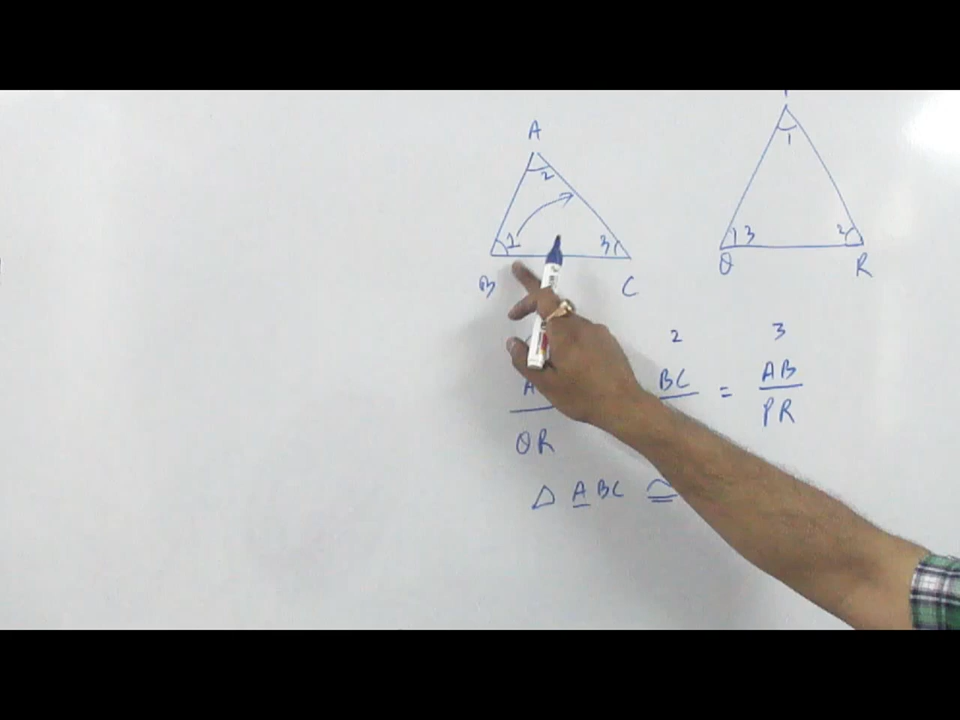 A
1
2
1 3
3 2
B C
Q R
2 3
A BC = AB
QR PR
Δ ABC ≅